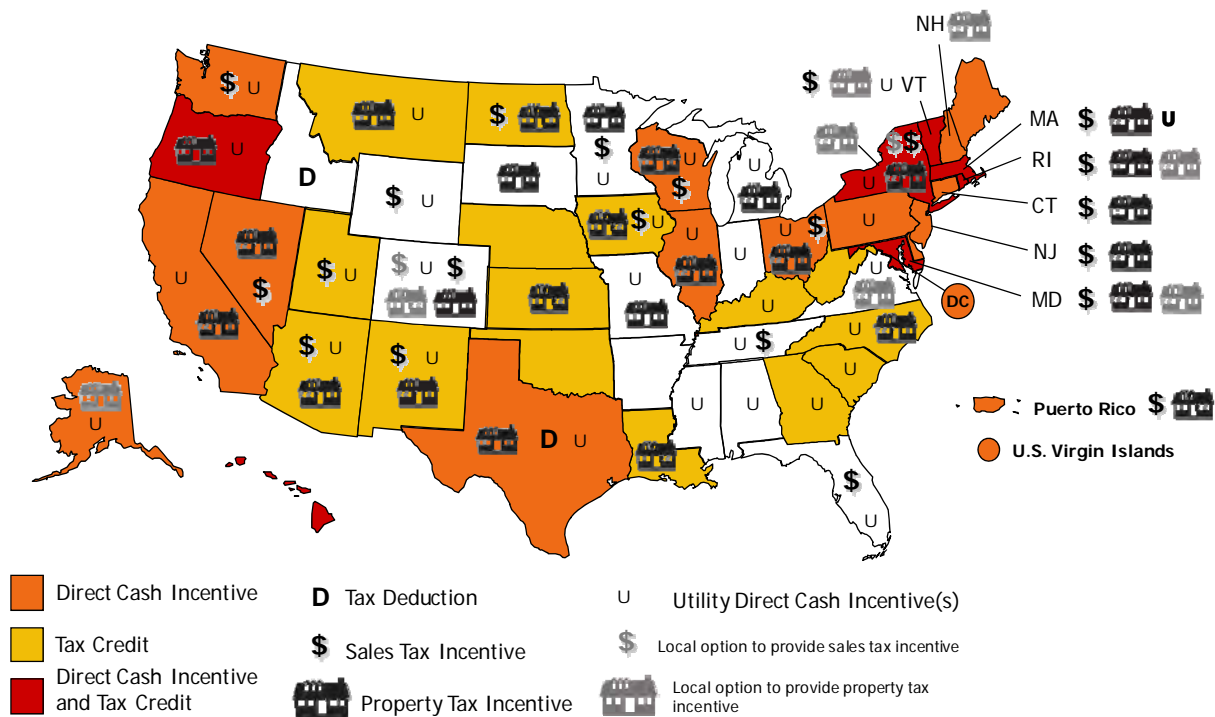 NH
$ U VT
$ U
U
$
MA $ U
$
U
U
U
$ $
RI $
D
$ U
U
$
U
$ U
CT $
U
U
U
U $
NJ $
U
$
$ U
$ U $
U
MD $
DC
U
$
U
$ U
$ U
U $
U
U
U
U
U
U
Puerto Rico $
U
D U
U.S. Virgin Islands
$
U
Direct Cash Incentive
D Tax Deduction
U Utility Direct Cash Incentive(s)
Tax Credit
$ Sales Tax Incentive
$ Local option to provide sales tax incentive
Direct Cash Incentive
and Tax Credit
Property Tax Incentive
Local option to provide property tax
incentive